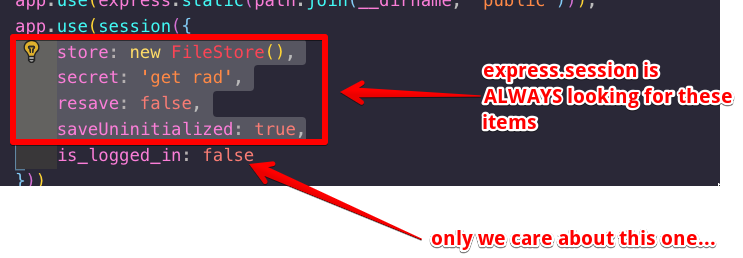 app.use(express.static(path.join(__dirname, 'public')));
app.use(session({
store: new FileStore(),
secret: 'get rad',
resave: false,
saveUninitialized: true,
is_logged_in: false
}))
express.session is
ALWAYS looking for these
items
only we care about this one...